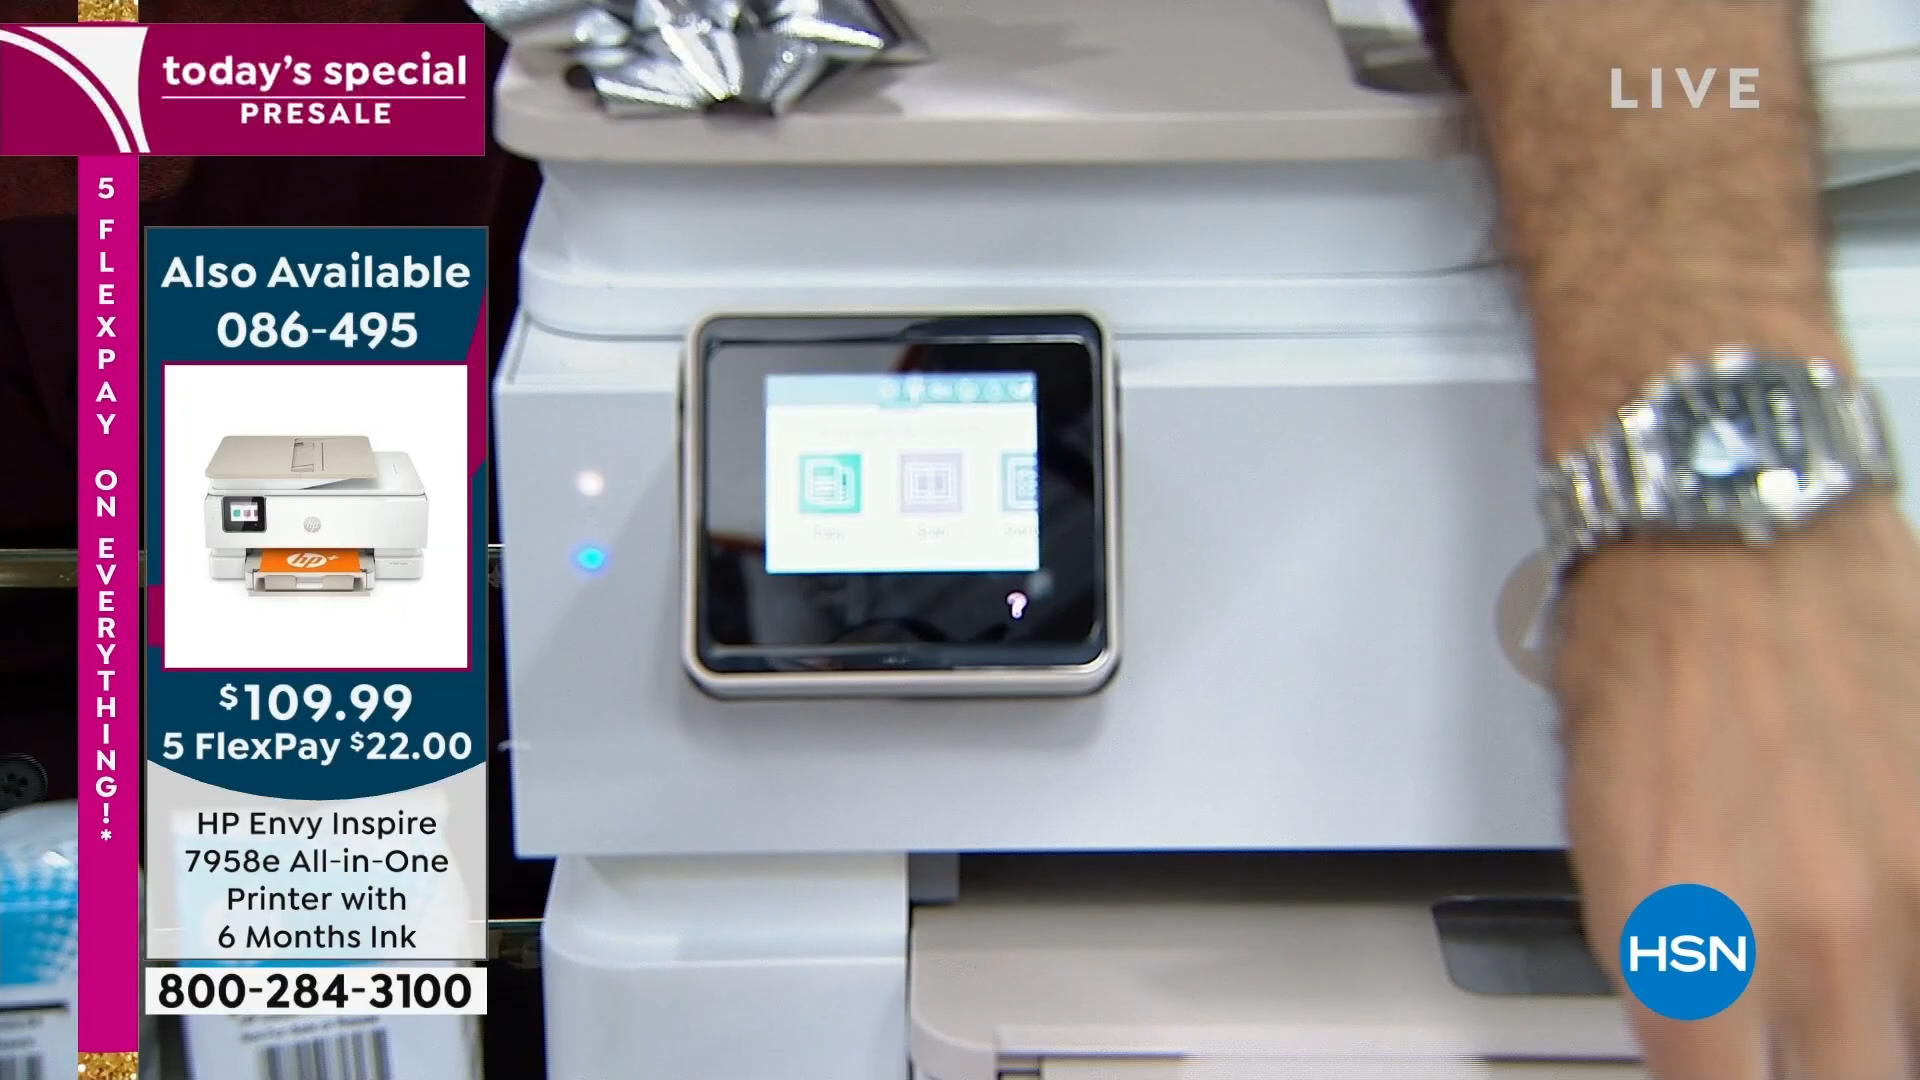 today's special
PRESALE
LIVE
5 FLEXPAY ON EVERYTHING!*
Also Available
086-495
hp
$109.99
5 FlexPay $22.00
HP Envy Inspire
7958e All-in-One
Printer with
6 Months Ink
800-284-3100
?
HSN